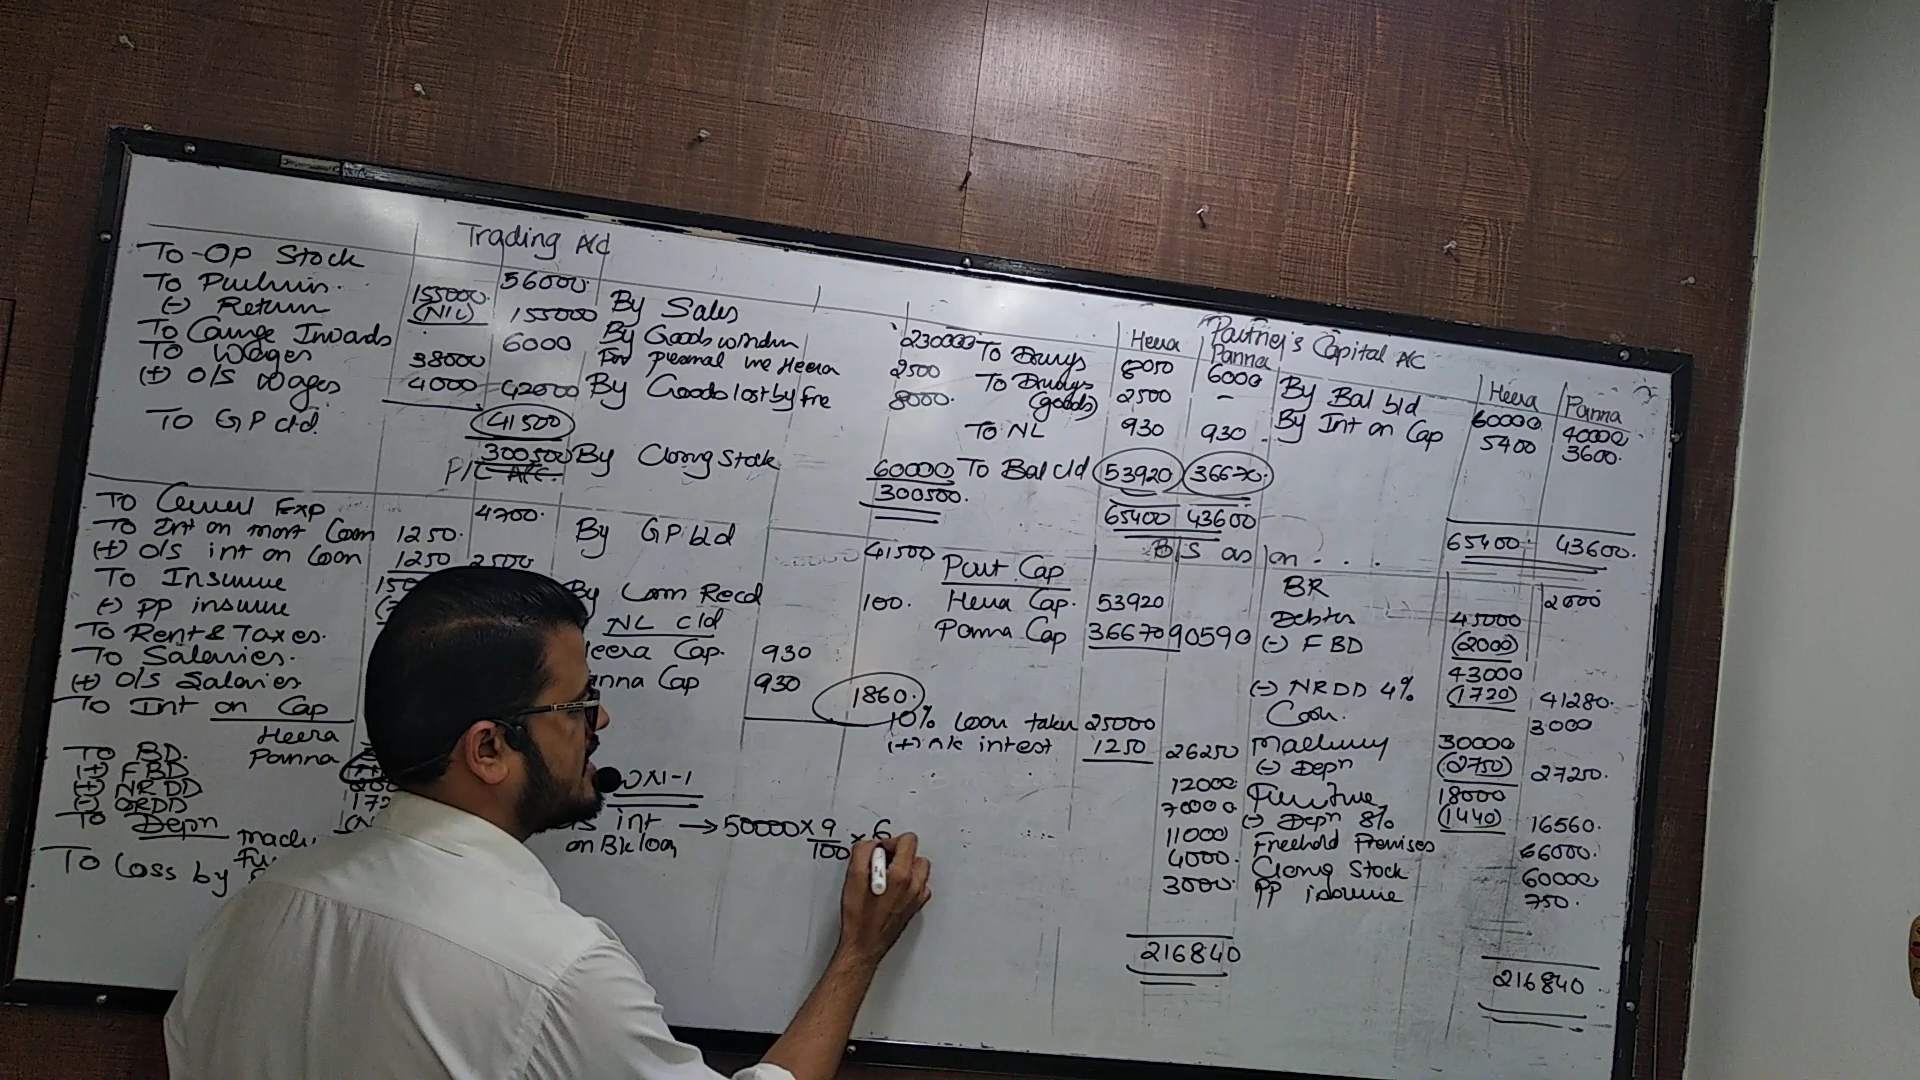 Trading A/c
To OP Stock 56000
To Purchases 155000
(-) Return (NIL) 155000
To Carriage Inwards 6000
To Wages 38000
(+) O/S Wages 4000 42000
To GP c/d. 41500
300500
By Sales 230000
By Goods withdrawn
for personal use Heera 2500
By Goods lost by fire 8000
By Closing Stock 60000
300500
P/L A/c.
To General Exp 4700
To Int on mort Loan 1250
(+) O/S int on Loan 1250 2500
To Insurance
(-) PP insurance
To Rent & Taxes.
To Salaries.
(+) O/S Salaries
To Int on Cap
Heera
Panna
To BD.
(+) FBD
(+) NRDD
(-) ORDD
To Depn
Mach.
To Loss by
By GP b/d 41500
100.
NL c/d
Heera Cap. 930
Panna Cap 930 1860.
WN-1
int → 50000 × 9/100 × 6
on Bk loan
Partner's Capital A/C
Heera Panna
To Drwgs 8050 6000
To Drwgs
(goods) 2500 -
To NL 930 930
To Bal c/d 53920 36670
65400 43600
Heera Panna
By Bal b/d 60000 40000
By Int on Cap 5400 3600
65400 43600.
B/S as on ...
Part Cap
Heera Cap. 53920
Panna Cap 36670 90590
10% Loan taken 25000
1250 26250
12000
70000
11000
4000
3000
216840
BR 2000
Debtors 45000
(-) FBD (2000)
43000
(-) NRDD 4% (1720) 41280.
Cash. 3000
Machinery 30000
(-) Depn (2750) 27250.
Furniture 18000
(-) Depn 8% (1440) 16560.
Freehold Premises 66000.
Closing Stock 60000
PP insurance 750.
216840